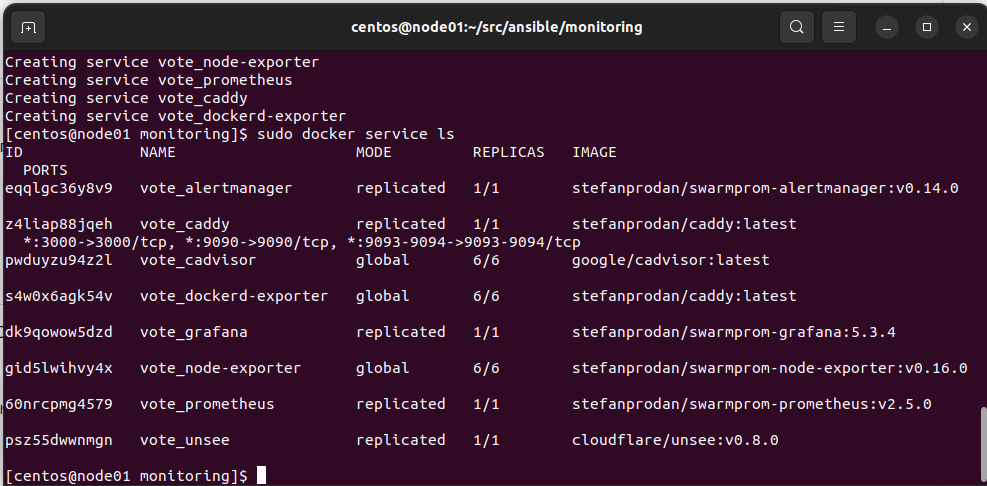 centos@node01:~/src/ansible/monitoring
Creating service vote_node-exporter
Creating service vote_prometheus
Creating service vote_caddy
Creating service vote_dockerd-exporter
[centos@node01 monitoring]$ sudo docker service ls
ID NAME MODE REPLICAS IMAGE
PORTS
eqqlgc36y8v9 vote_alertmanager replicated 1/1 stefanprodan/swarmprom-alertmanager:v0.14.0
z4liap88jqeh vote_caddy replicated 1/1 stefanprodan/caddy:latest
*:3000->3000/tcp, *:9090->9090/tcp, *:9093-9094->9093-9094/tcp
pwduyzu94z2l vote_cadvisor global 6/6 google/cadvisor:latest
s4w0x6agk54v vote_dockerd-exporter global 6/6 stefanprodan/caddy:latest
dk9qowow5dzd vote_grafana replicated 1/1 stefanprodan/swarmprom-grafana:5.3.4
gid5lwihvy4x vote_node-exporter global 6/6 stefanprodan/swarmprom-node-exporter:v0.16.0
60nrcpmg4579 vote_prometheus replicated 1/1 stefanprodan/swarmprom-prometheus:v2.5.0
psz55dwwnmgn vote_unsee replicated 1/1 cloudflare/unsee:v0.8.0
[centos@node01 monitoring]$